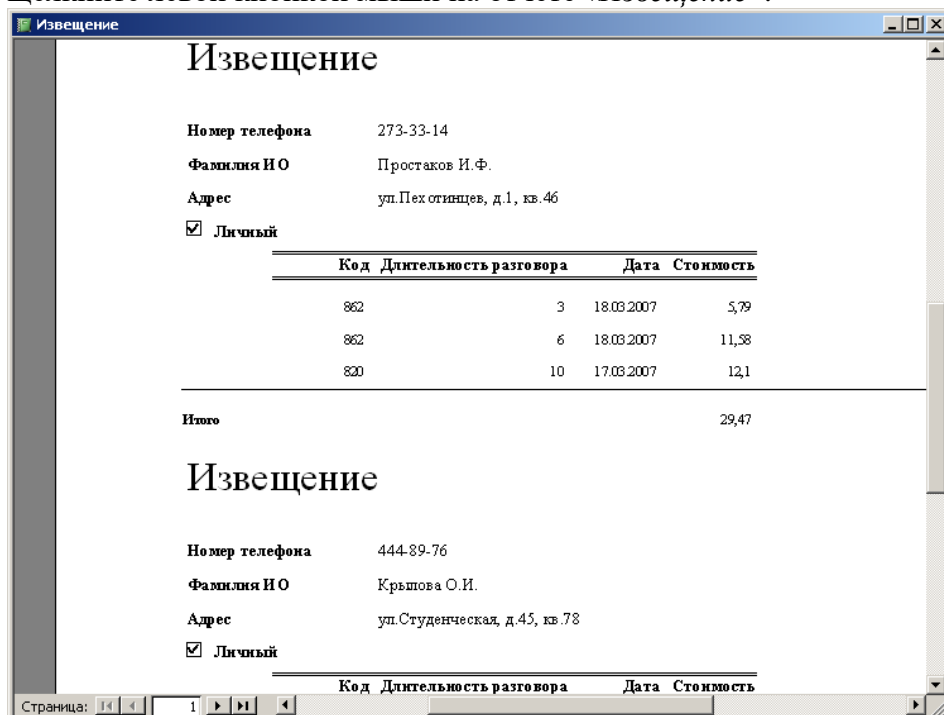 Извещение
Извещение
Номер телефона 273-33-14
Фамилия И О Простаков И.Ф.
Адрес ул.Пехотинцев, д.1, кв.46
Личный
Код Длительность разговора Дата Стоимость
862 3 18.03.2007 5,79
862 6 18.03.2007 11,58
820 10 17.03.2007 12,1
Итого 29,47
Извещение
Номер телефона 444-89-76
Фамилия И О Крылова О.И.
Адрес ул.Студенческая, д.45, кв.78
Личный
Код Длительность разговора Дата Стоимость
Страница: 1